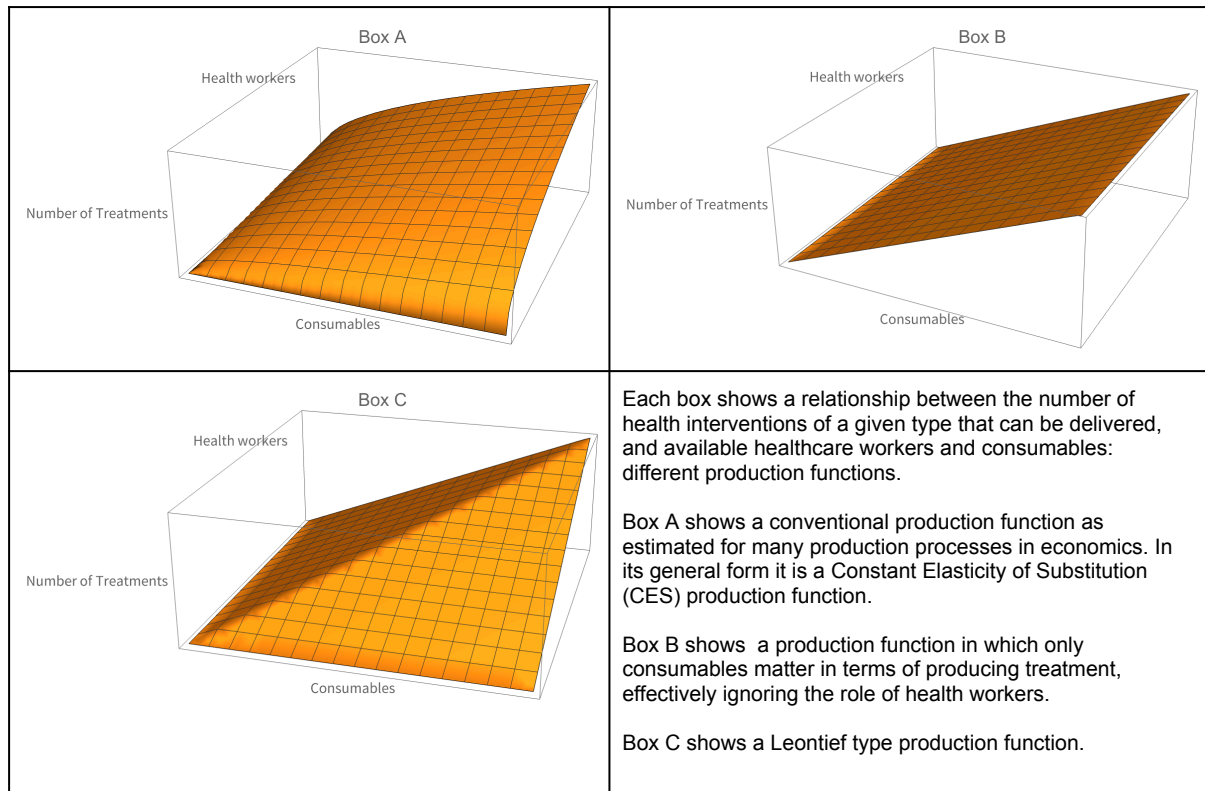 Box A
Health workers
Number of Treatments
Consumables
Box B
Health workers
Number of Treatments
Consumables
Box C
Health workers
Number of Treatments
Consumables
Each box shows a relationship between the number of
health interventions of a given type that can be delivered,
and available healthcare workers and consumables:
different production functions.
Box A shows a conventional production function as
estimated for many production processes in economics. In
its general form it is a Constant Elasticity of Substitution
(CES) production function.
Box B shows  a production function in which only
consumables matter in terms of producing treatment,
effectively ignoring the role of health workers.
Box C shows a Leontief type production function.